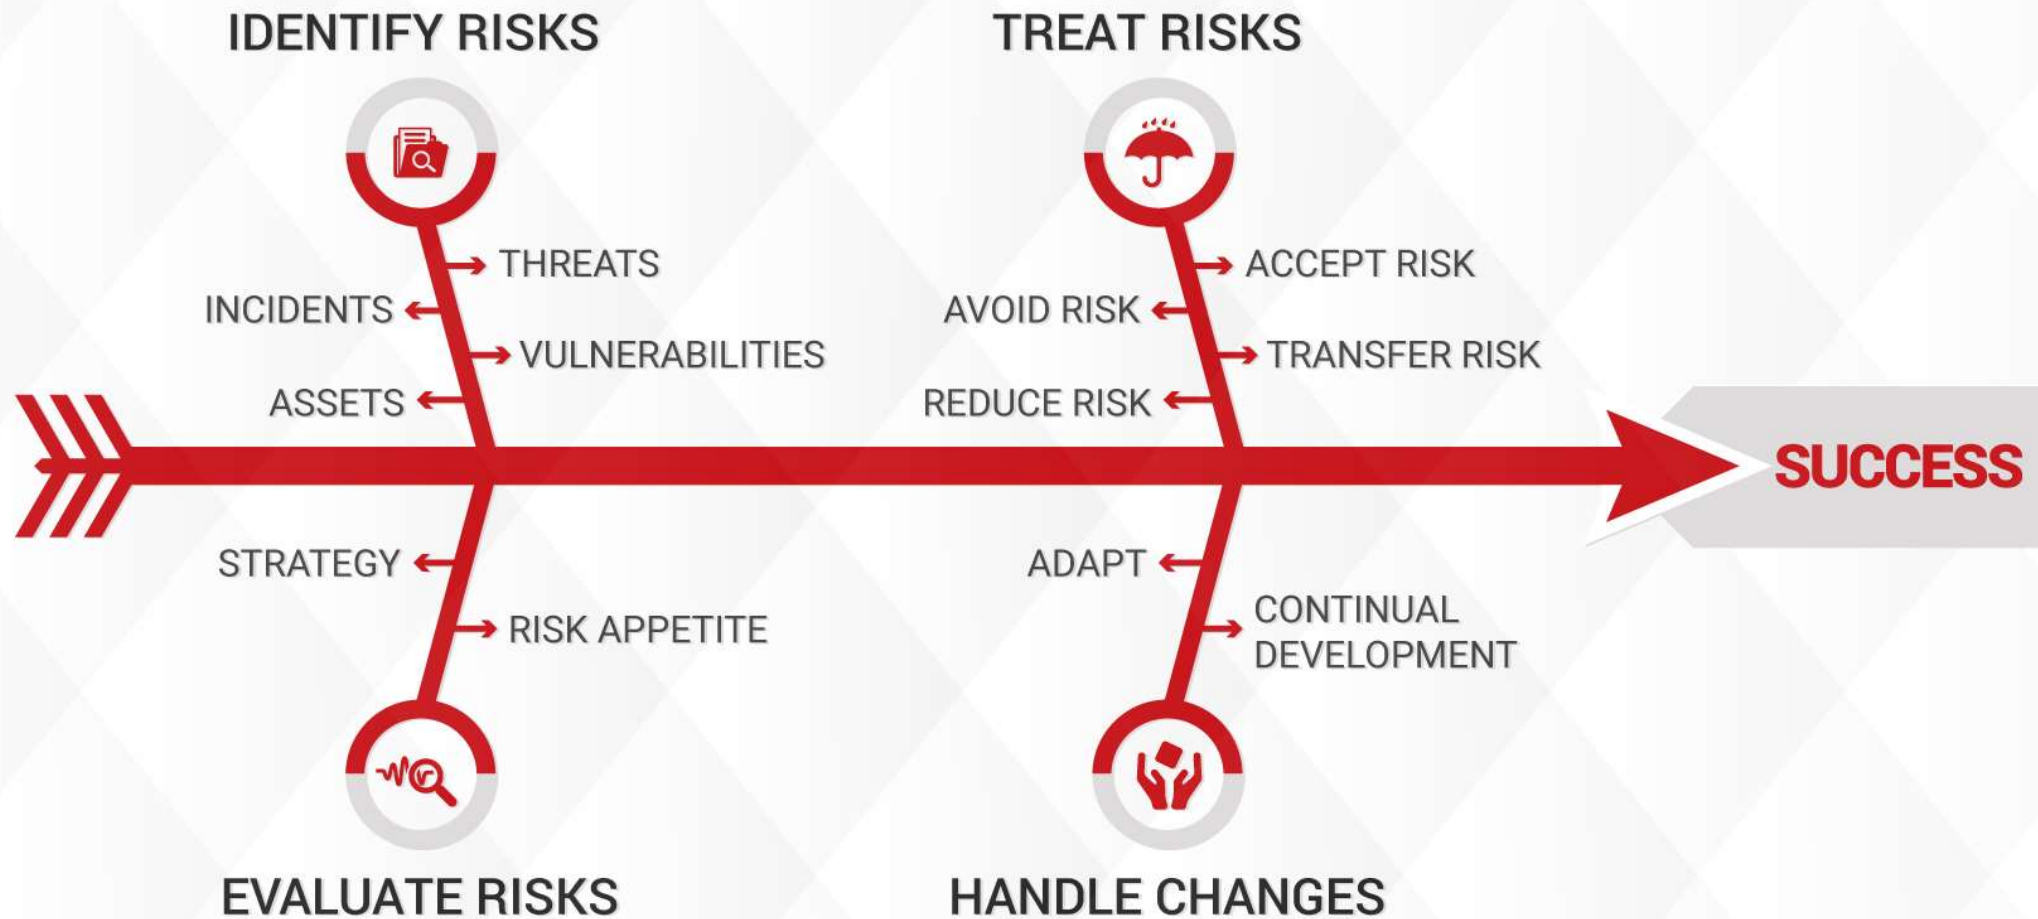 IDENTIFY RISKS
TREAT RISKS
THREATS
INCIDENTS
VULNERABILITIES
ASSETS
ACCEPT RISK
AVOID RISK
TRANSFER RISK
REDUCE RISK
SUCCESS
STRATEGY
RISK APPETITE
ADAPT
CONTINUAL
DEVELOPMENT
EVALUATE RISKS
HANDLE CHANGES